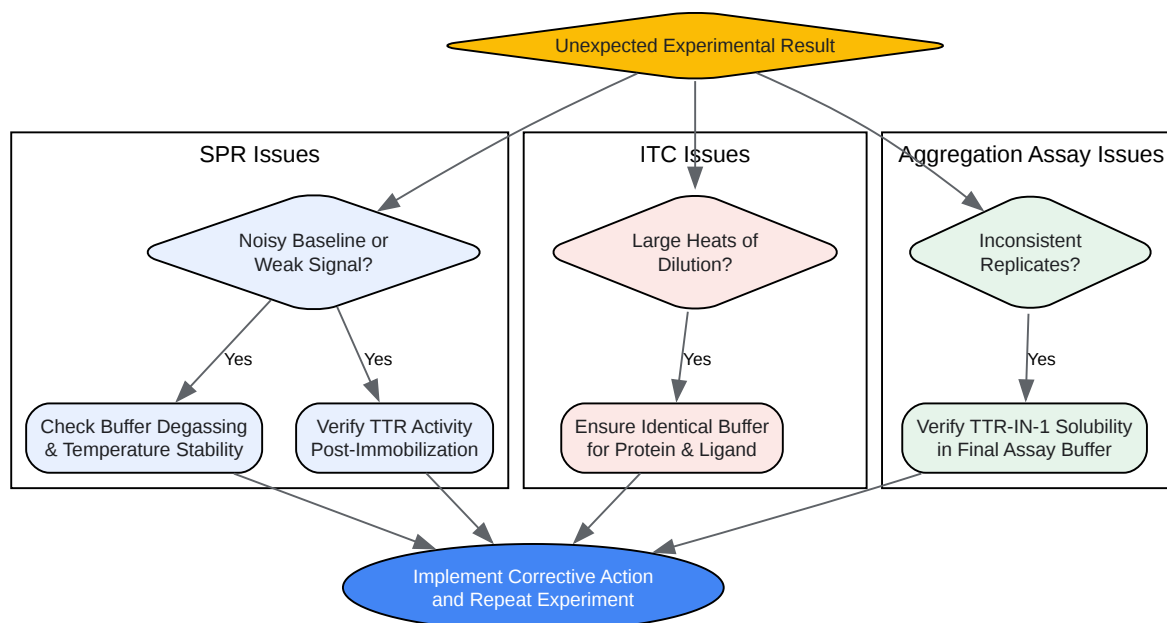 Unexpected Experimental Result
SPR Issues
ITC Issues
Aggregation Assay Issues
Noisy Baseline or
Weak Signal?
Large Heats of
Dilution?
Inconsistent
Replicates?
Yes
Yes
Yes
Yes
Check Buffer Degassing
& Temperature Stability
Verify TTR Activity
Post-Immobilization
Ensure Identical Buffer
for Protein & Ligand
Verify TTR-IN-1 Solubility
in Final Assay Buffer
Implement Corrective Action
and Repeat Experiment